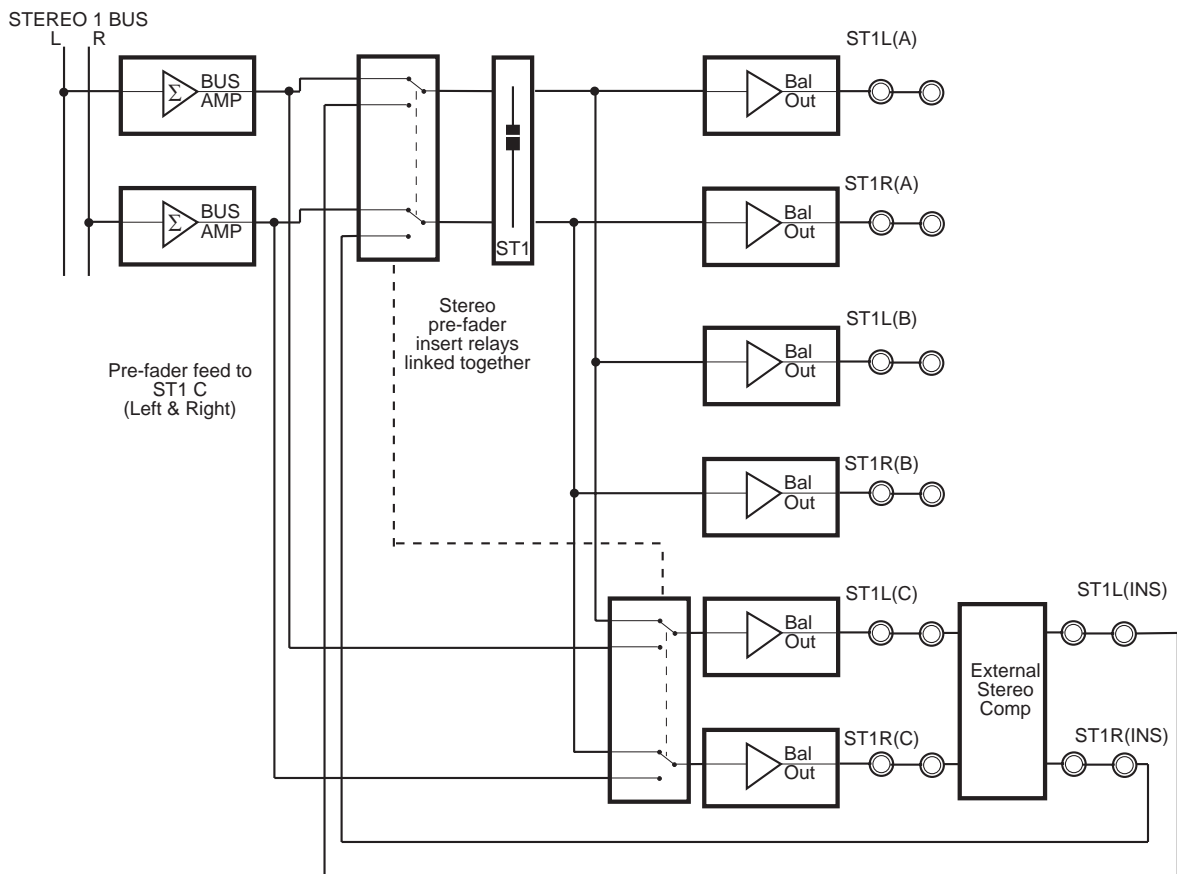 STEREO 1 BUS
L R
Σ BUS
AMP
Σ BUS
AMP
ST1
Stereo
pre-fader
insert relays
linked together
Pre-fader feed to
ST1 C
(Left & Right)
ST1L(A)
Bal
Out
ST1R(A)
Bal
Out
ST1L(B)
Bal
Out
ST1R(B)
Bal
Out
ST1L(C)
Bal
Out
ST1R(C)
Bal
Out
External
Stereo
Comp
ST1L(INS)
ST1R(INS)